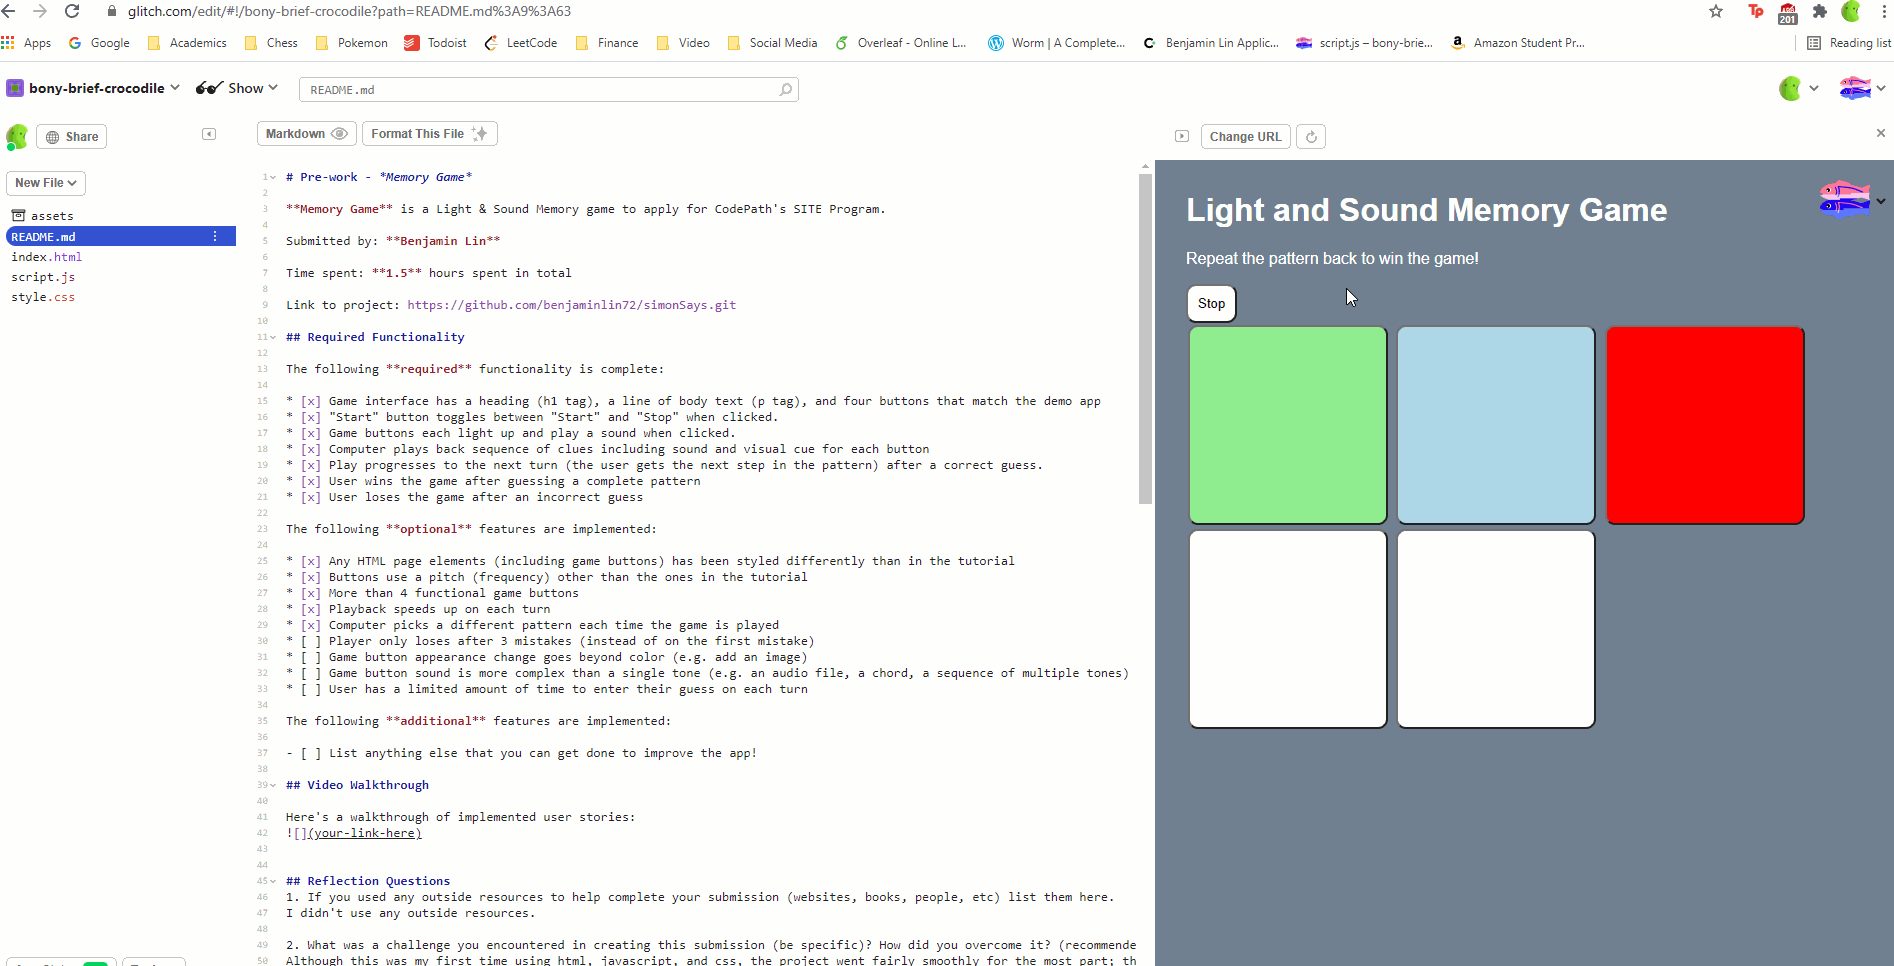 glitch.com/edit/#!/bony-brief-crocodile?path=README.md%3A9%3A63
201
Apps Google Academics Chess Pokemon Todoist LeetCode Finance Video Social Media Overleaf - Online L... Worm | A Complete... Benjamin Lin Applic... script.js – bony-brie... Amazon Student Pr... Reading list
bony-brief-crocodile Show README.md
Share Markdown Format This File Change URL
New File
assets
README.md
index.html
script.js
style.css
1 # Pre-work - *Memory Game*
2
3 **Memory Game** is a Light & Sound Memory game to apply for CodePath's SITE Program.
4
5 Submitted by: **Benjamin Lin**
6
7 Time spent: **1.5** hours spent in total
8
9 Link to project: https://github.com/benjaminlin72/simonSays.git
10
11 ## Required Functionality
12
13 The following **required** functionality is complete:
14
15 * [x] Game interface has a heading (h1 tag), a line of body text (p tag), and four buttons that match the demo app
16 * [x] "Start" button toggles between "Start" and "Stop" when clicked.
17 * [x] Game buttons each light up and play a sound when clicked.
18 * [x] Computer plays back sequence of clues including sound and visual cue for each button
19 * [x] Play progresses to the next turn (the user gets the next step in the pattern) after a correct guess.
20 * [x] User wins the game after guessing a complete pattern
21 * [x] User loses the game after an incorrect guess
22
23 The following **optional** features are implemented:
24
25 * [x] Any HTML page elements (including game buttons) has been styled differently than in the tutorial
26 * [x] Buttons use a pitch (frequency) other than the ones in the tutorial
27 * [x] More than 4 functional game buttons
28 * [x] Playback speeds up on each turn
29 * [x] Computer picks a different pattern each time the game is played
30 * [ ] Player only loses after 3 mistakes (instead of on the first mistake)
31 * [ ] Game button appearance change goes beyond color (e.g. add an image)
32 * [ ] Game button sound is more complex than a single tone (e.g. an audio file, a chord, a sequence of multiple tones)
33 * [ ] User has a limited amount of time to enter their guess on each turn
34
35 The following **additional** features are implemented:
36
37 - [ ] List anything else that you can get done to improve the app!
38
39 ## Video Walkthrough
40
41 Here's a walkthrough of implemented user stories:
42 ![](your-link-here)
43
44
45 ## Reflection Questions
46 1. If you used any outside resources to help complete your submission (websites, books, people, etc) list them here.
47 I didn't use any outside resources.
48
49 2. What was a challenge you encountered in creating this submission (be specific)? How did you overcome it? (recommende
50 Although this was my first time using html, javascript, and css, the project went fairly smoothly for the most part; th
Light and Sound Memory Game
Repeat the pattern back to win the game!
Stop